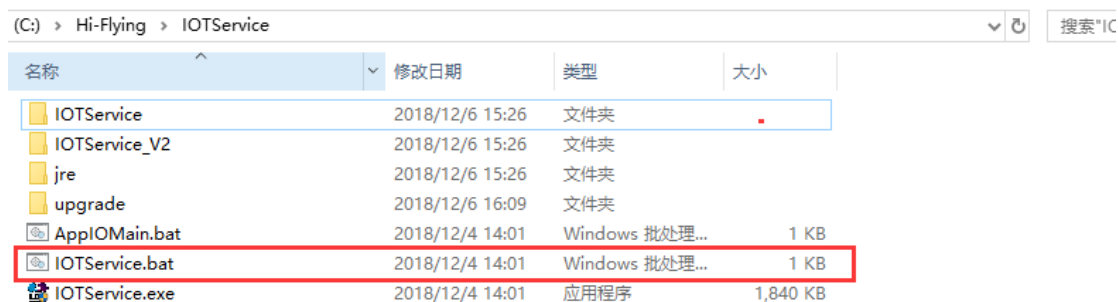 (C:) > Hi-Flying > IOTService 搜索"IC
名称 修改日期 类型 大小
IOTService 2018/12/6 15:26 文件夹
IOTService_V2 2018/12/6 15:26 文件夹
jre 2018/12/6 15:26 文件夹
upgrade 2018/12/6 16:09 文件夹
AppIOMain.bat 2018/12/4 14:01 Windows 批处理... 1 KB
IOTService.bat 2018/12/4 14:01 Windows 批处理... 1 KB
IOTService.exe 2018/12/4 14:01 应用程序 1,840 KB